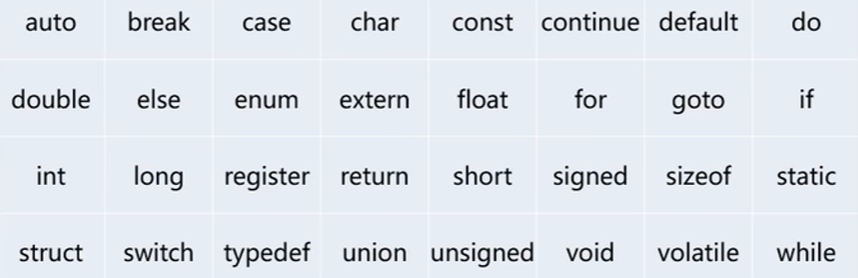 auto break case char const continue default do
double else enum extern float for goto if
int long register return short signed sizeof static
struct switch typedef union unsigned void volatile while